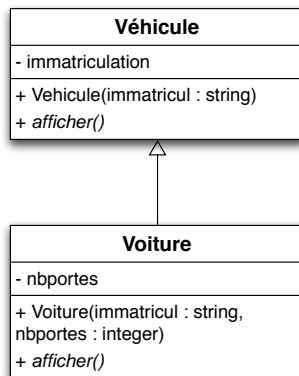 Véhicule
- immatriculation
+ Vehicule(immatricul : string)
+ afficher()
Voiture
- nbportes
+ Voiture(immatricul : string,
nbportes : integer)
+ afficher()